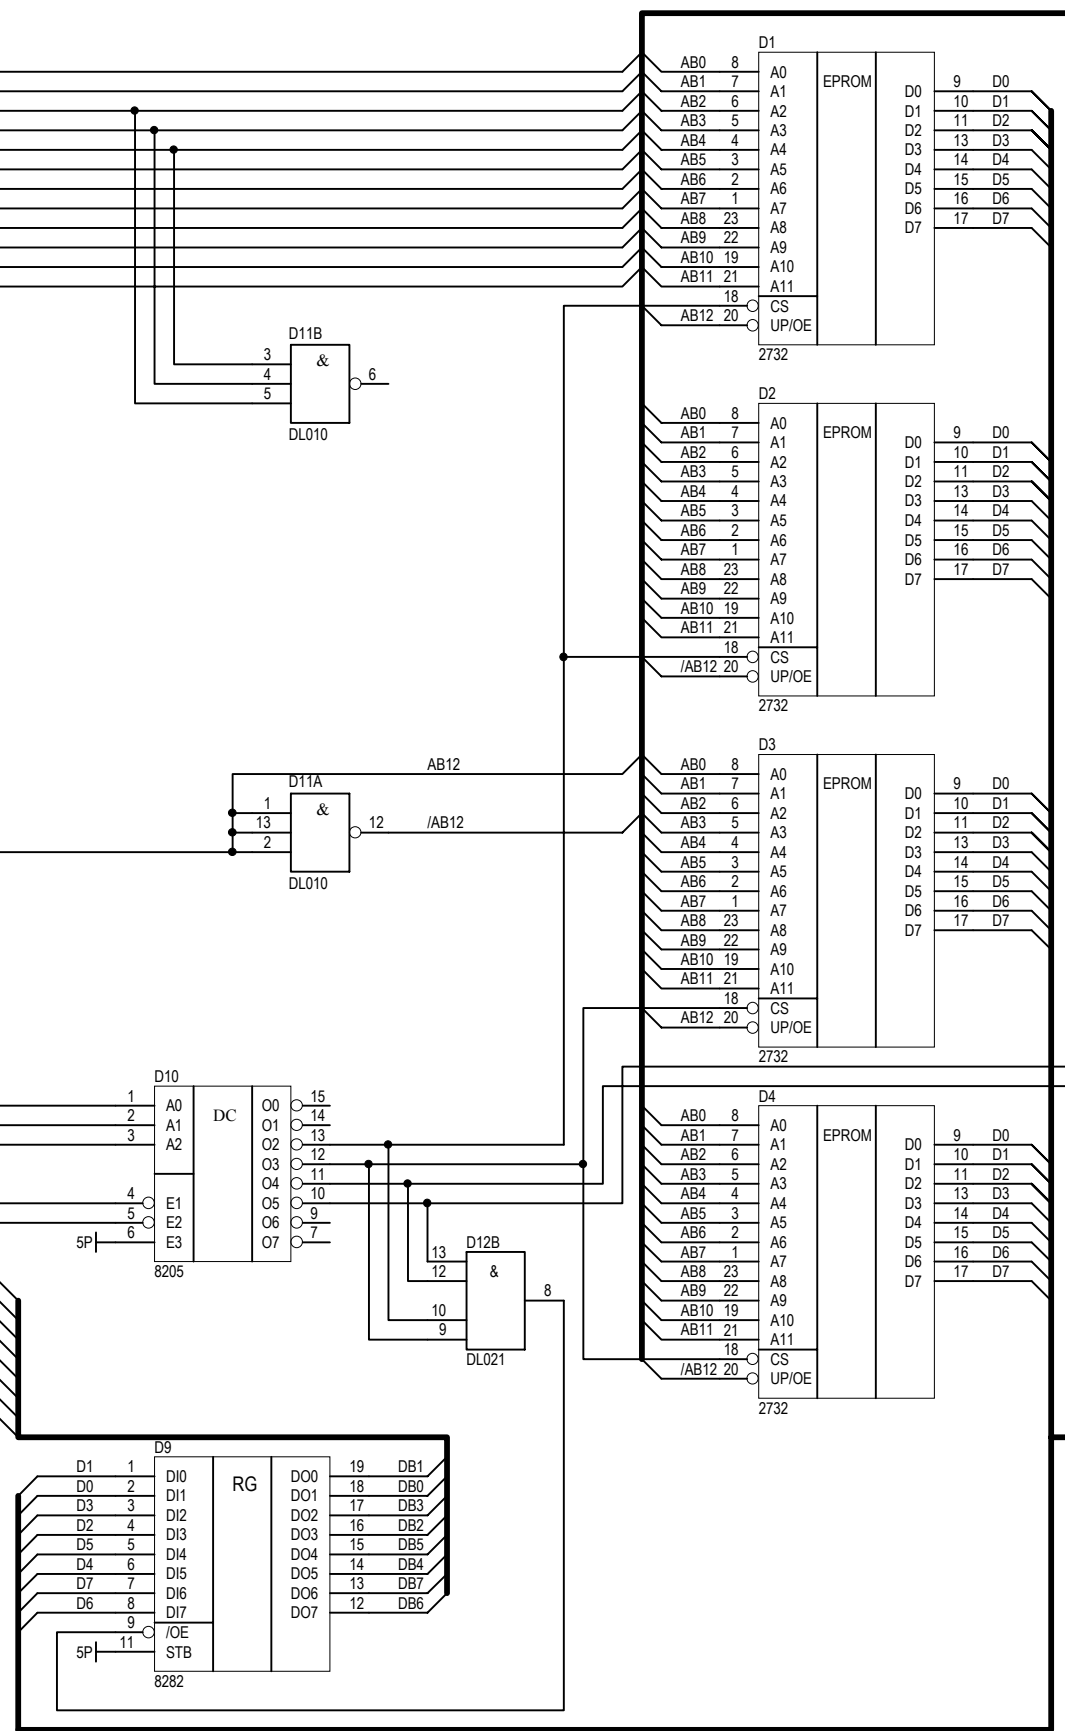 D1
AB0 8 A0 EPROM
AB1 7 A1 D0 9 D0
AB2 6 A2 D1 10 D1
AB3 5 A3 D2 11 D2
AB4 4 A4 D3 13 D3
AB5 3 A5 D4 14 D4
AB6 2 A6 D5 15 D5
AB7 1 A7 D6 16 D6
AB8 23 A8 D7 17 D7
AB9 22 A9
AB10 19 A10
AB11 21 A11
18 CS
AB12 20 UP/OE
2732
D11B
3 &
4 6
5
DL010
D2
AB0 8 A0 EPROM
AB1 7 A1 D0 9 D0
AB2 6 A2 D1 10 D1
AB3 5 A3 D2 11 D2
AB4 4 A4 D3 13 D3
AB5 3 A5 D4 14 D4
AB6 2 A6 D5 15 D5
AB7 1 A7 D6 16 D6
AB8 23 A8 D7 17 D7
AB9 22 A9
AB10 19 A10
AB11 21 A11
18 CS
/AB12 20 UP/OE
2732
AB12
D11A
1 &
13 12 /AB12
2
DL010
D3
AB0 8 A0 EPROM
AB1 7 A1 D0 9 D0
AB2 6 A2 D1 10 D1
AB3 5 A3 D2 11 D2
AB4 4 A4 D3 13 D3
AB5 3 A5 D4 14 D4
AB6 2 A6 D5 15 D5
AB7 1 A7 D6 16 D6
AB8 23 A8 D7 17 D7
AB9 22 A9
AB10 19 A10
AB11 21 A11
18 CS
AB12 20 UP/OE
2732
D10
1 A0 DC O0 15
2 A1 O1 14
3 A2 O2 13
O3 12
O4 11
4 E1 O5 10
5 E2 O6 9
5P 6 E3 O7 7
8205
D12B
13 &
12
8
10
9
DL021
D4
AB0 8 A0 EPROM
AB1 7 A1 D0 9 D0
AB2 6 A2 D1 10 D1
AB3 5 A3 D2 11 D2
AB4 4 A4 D3 13 D3
AB5 3 A5 D4 14 D4
AB6 2 A6 D5 15 D5
AB7 1 A7 D6 16 D6
AB8 23 A8 D7 17 D7
AB9 22 A9
AB10 19 A10
AB11 21 A11
18 CS
/AB12 20 UP/OE
2732
D9
D1 1 DI0 RG DO0 19 DB1
D0 2 DI1 DO1 18 DB0
D3 3 DI2 DO2 17 DB3
D2 4 DI3 DO3 16 DB2
D5 5 DI4 DO4 15 DB5
D4 6 DI5 DO5 14 DB4
D7 7 DI6 DO6 13 DB7
D6 8 DI7 DO7 12 DB6
9 /OE
5P 11 STB
8282